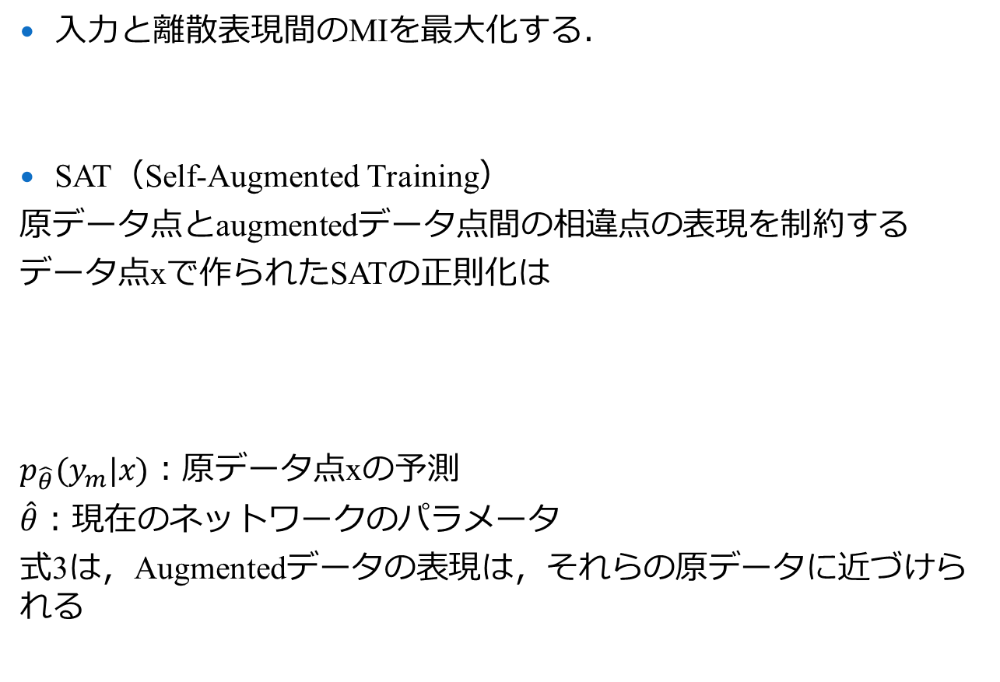 • 入力と離散表現間のMIを最大化する.
• SAT（Self-Augmented Training）
原データ点とaugmentedデータ点間の相違点の表現を制約する
データ点xで作られたSATの正則化は
$p_{\hat{\theta}}(y_m|x)$：原データ点xの予測
$\hat{\theta}$：現在のネットワークのパラメータ
式3は，Augmentedデータの表現は，それらの原データに近づけら
れる